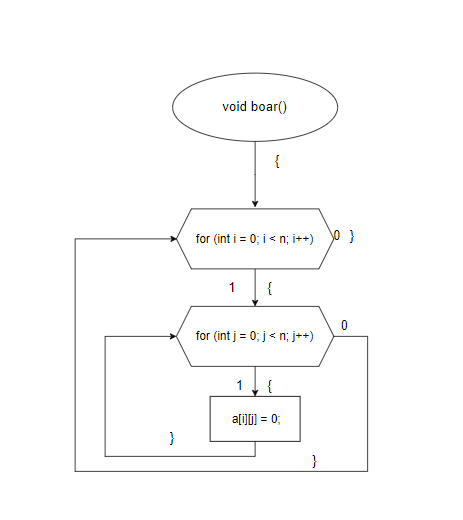 void boar()
{
for (int i = 0; i < n; i++)
0 }
1 {
for (int j = 0; j < n; j++)
0
1 {
a[i][j] = 0;
}
}